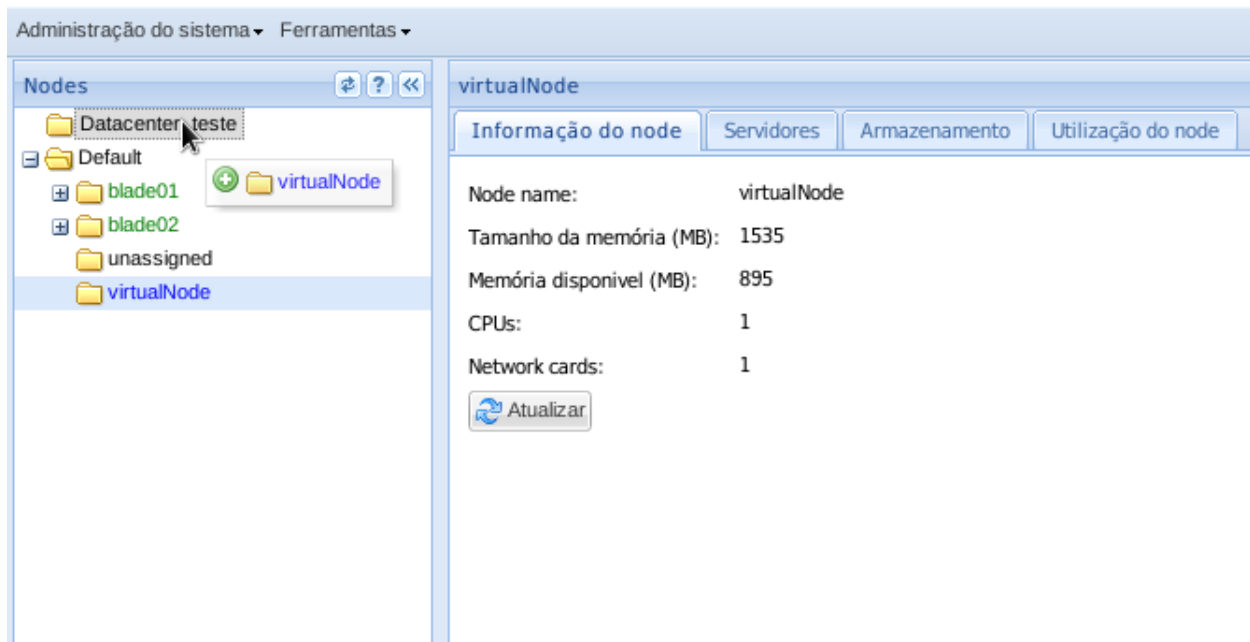 Administração do sistema Ferramentas
Nodes
Datacenter_teste
Default
blade01
virtualNode
blade02
unassigned
virtualNode
virtualNode
Informação do node Servidores Armazenamento Utilização do node
Node name: virtualNode
Tamanho da memória (MB): 1535
Memória disponivel (MB): 895
CPUs: 1
Network cards: 1
Atualizar